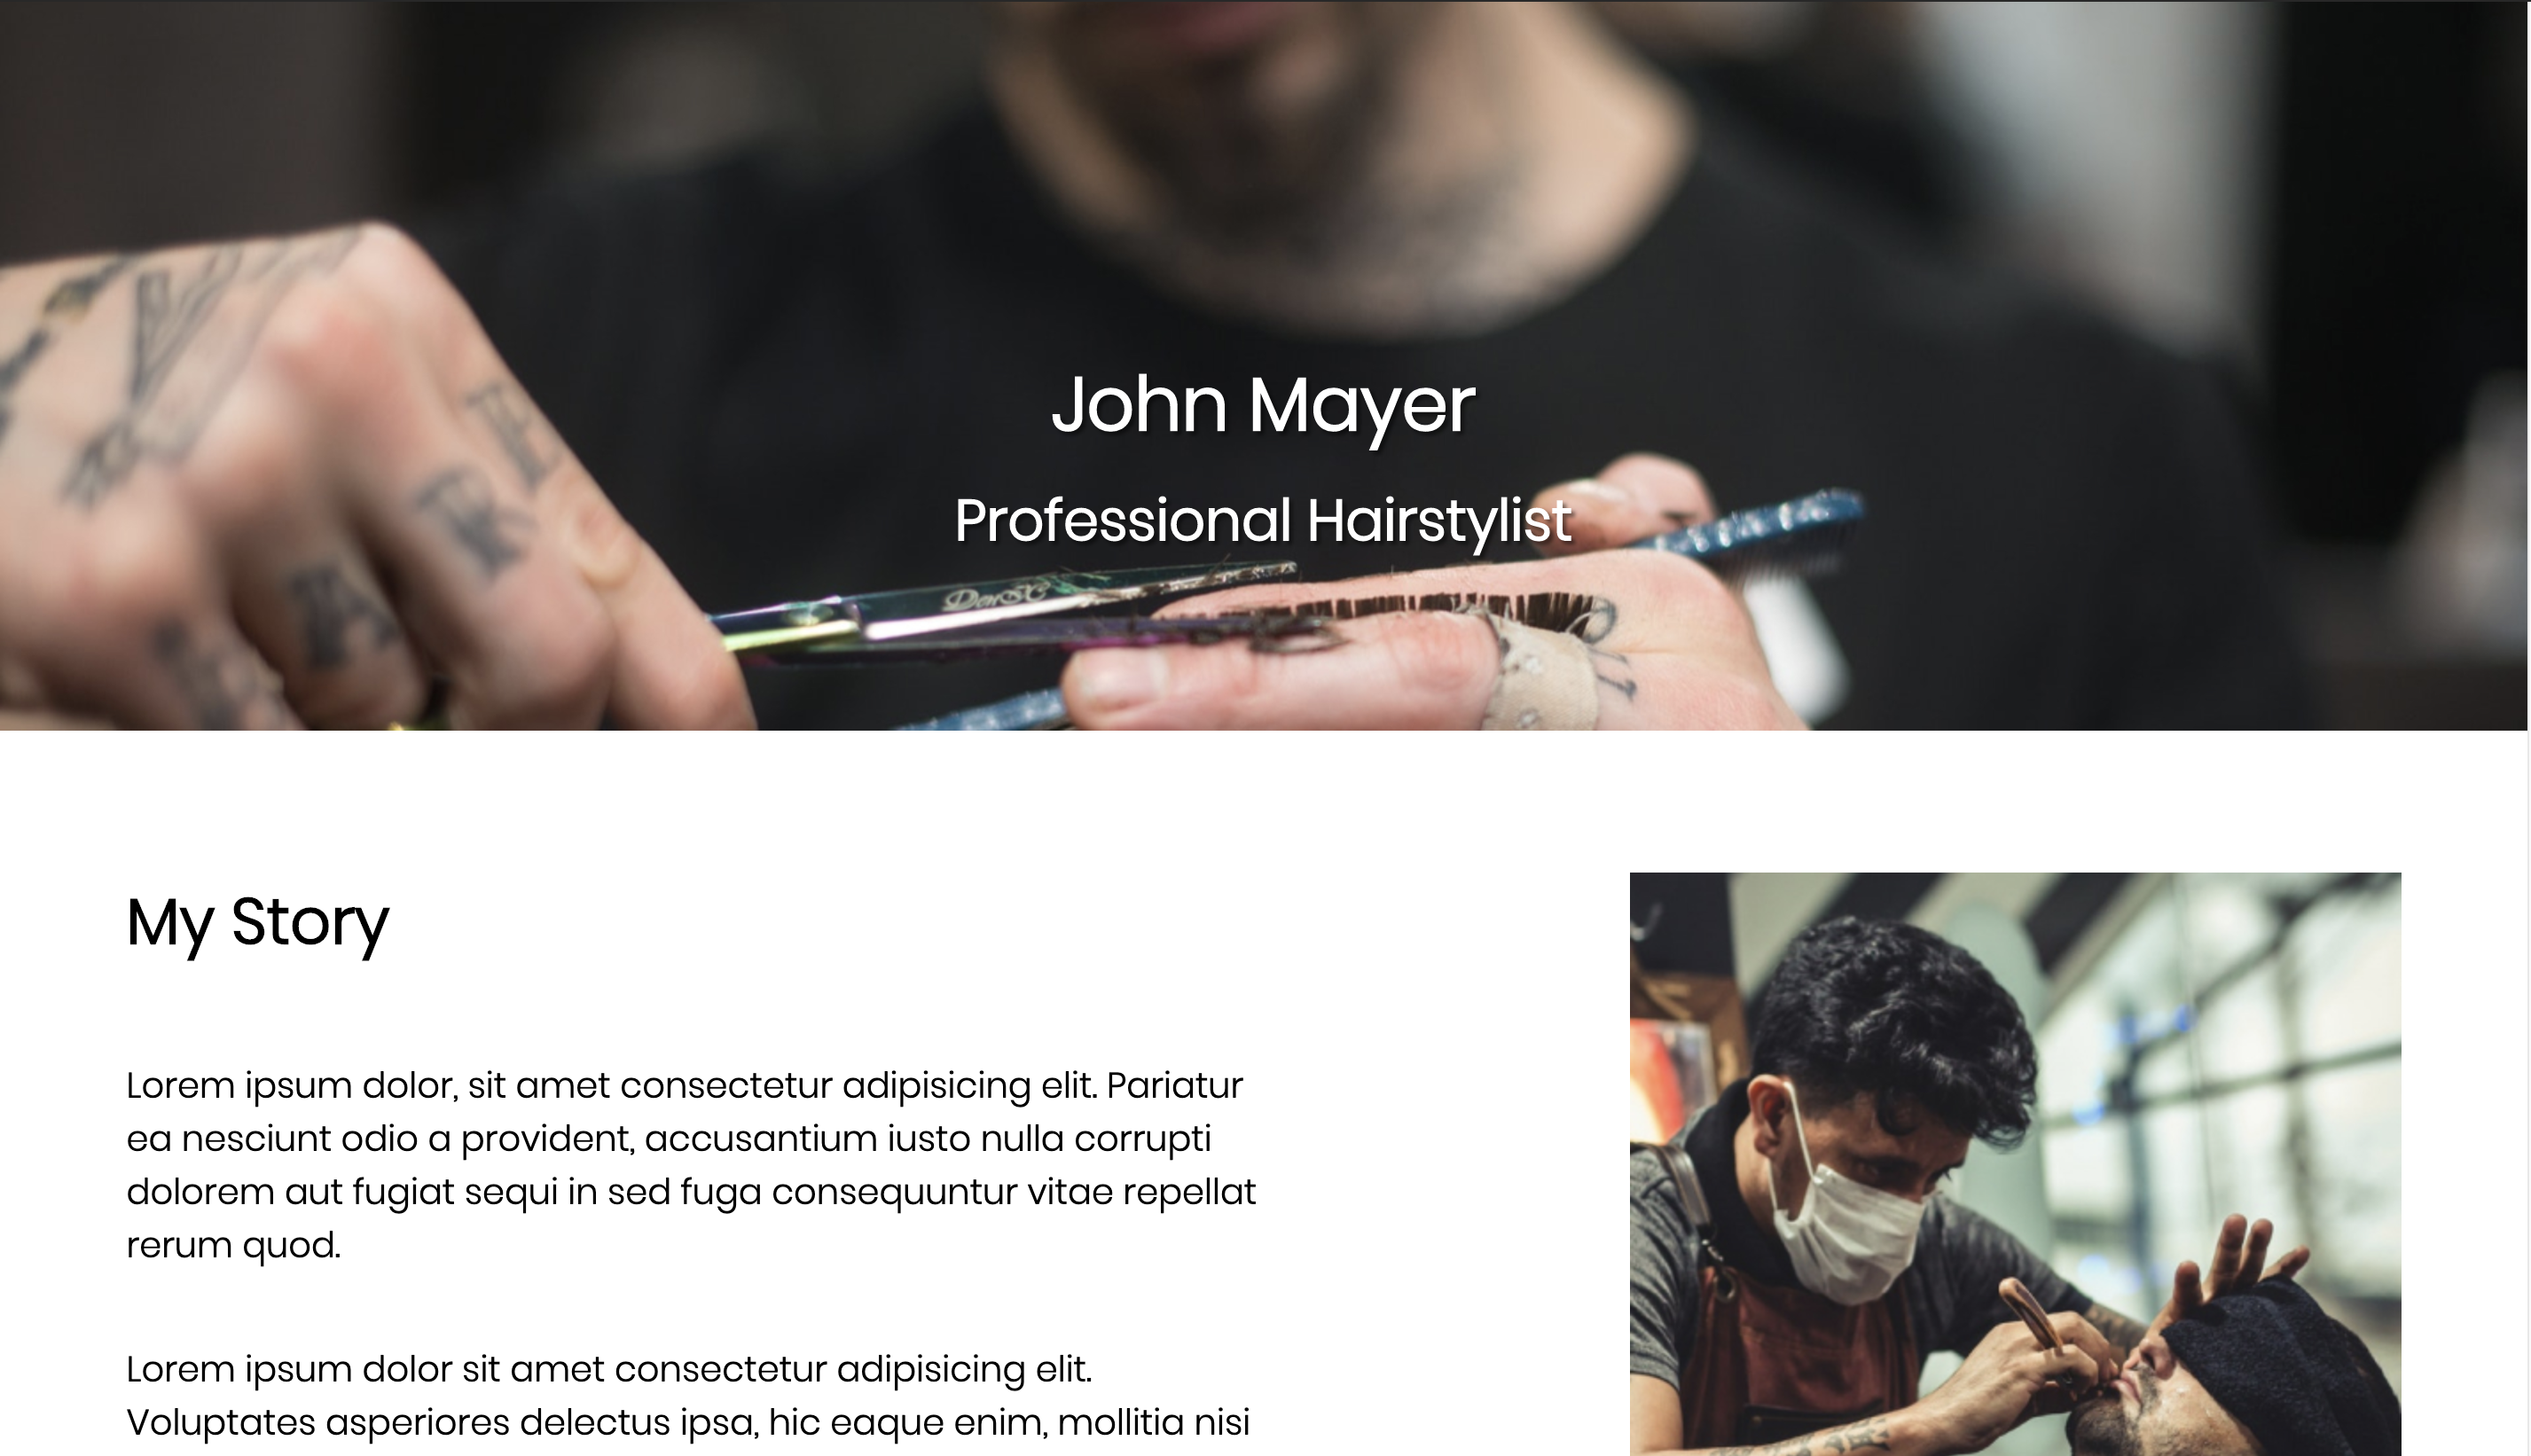 John Mayer
Professional Hairstylist
My Story
Lorem ipsum dolor, sit amet consectetur adipisicing elit. Pariatur
ea nesciunt odio a provident, accusantium iusto nulla corrupti
dolorem aut fugiat sequi in sed fuga consequuntur vitae repellat
rerum quod.
Lorem ipsum dolor sit amet consectetur adipisicing elit.
Voluptates asperiores delectus ipsa, hic eaque enim, mollitia nisi